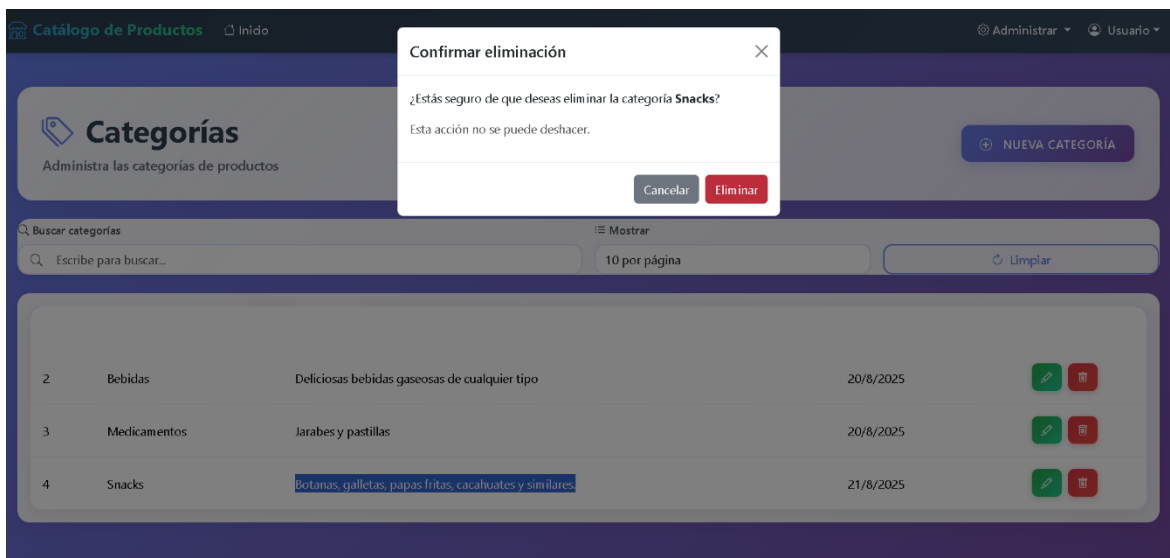 Catálogo de Productos Inicio Administrar Usuario
Confirmar eliminación
¿Estás seguro de que deseas eliminar la categoría Snacks?
Esta acción no se puede deshacer.
Cancelar Eliminar
Categorías
Administra las categorías de productos
NUEVA CATEGORÍA
Buscar categorías Mostrar
Escribe para buscar... 10 por página Limpiar
2 Bebidas Deliciosas bebidas gaseosas de cualquier tipo 20/8/2025
3 Medicamentos Jarabes y pastillas 20/8/2025
4 Snacks Botanas, galletas, papas fritas, cacahuates y similares. 21/8/2025